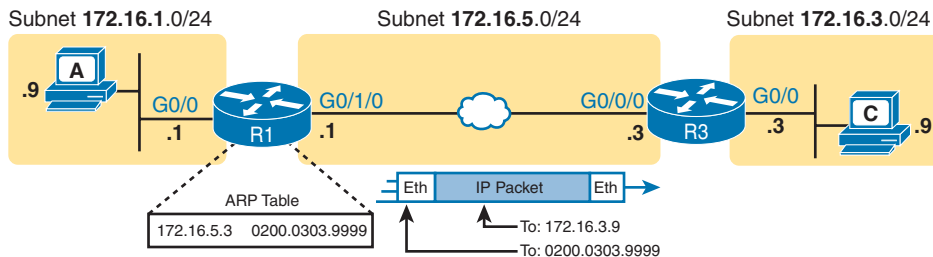 Subnet 172.16.1.0/24
Subnet 172.16.5.0/24
Subnet 172.16.3.0/24
A
.9
G0/0
.1
R1
G0/1/0
.1
G0/0/0
.3
R3
G0/0
.3
C
.9
ARP Table
172.16.5.3 0200.0303.9999
Eth
IP Packet
Eth
To: 172.16.3.9
To: 0200.0303.9999